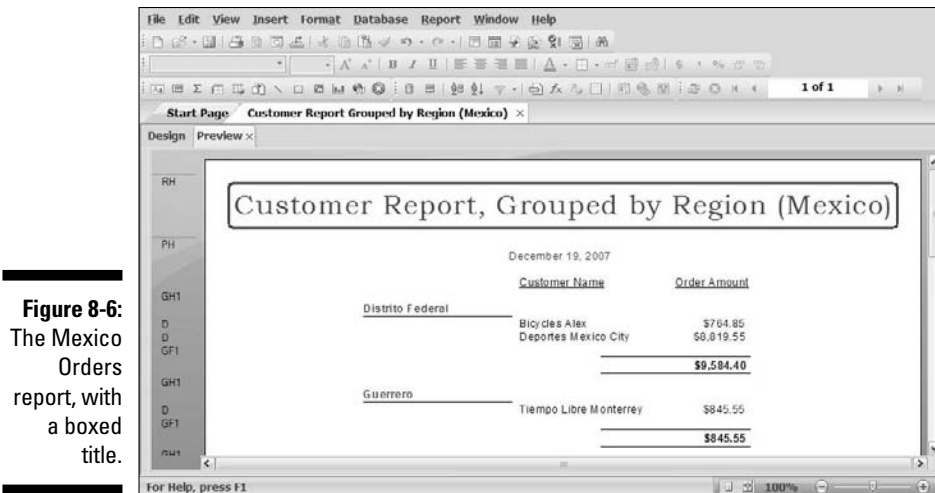 File Edit View Insert Format Database Report Window Help
1 of 1
Start Page Customer Report Grouped by Region (Mexico) ×
Design Preview ×
RH
Customer Report, Grouped by Region (Mexico)
PH
December 19, 2007
Customer Name Order Amount
GH1
Distrito Federal
D Bicycles Alex $764.85
D Deportes Mexico City $8,819.55
GF1
$9,584.40
GH1
Guerrero
D Tiempo Libre Monterrey $845.55
GF1
$845.55
GH1
For Help, press F1 100%
Figure 8-6:
The Mexico
Orders
report, with
a boxed
title.